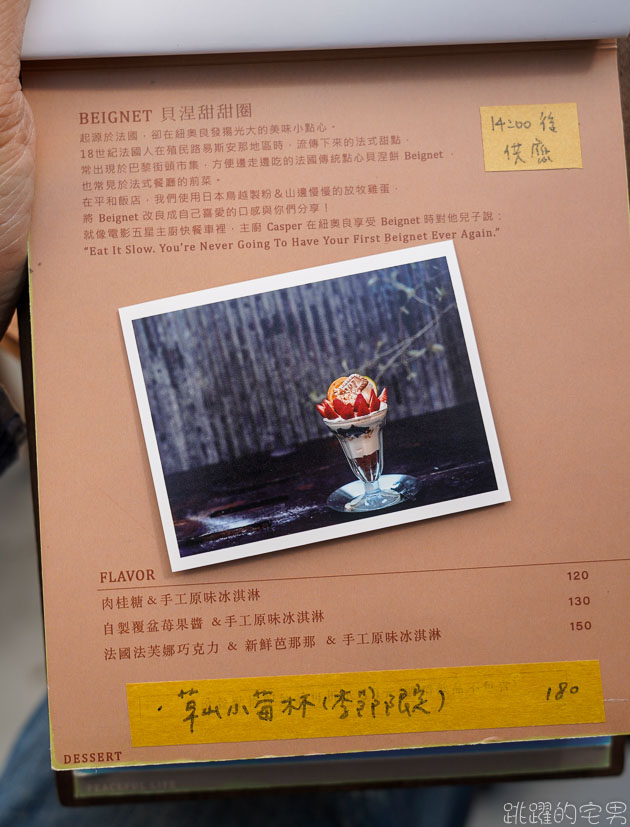 BEIGNET 貝涅甜甜圈
起源於法國，卻在紐奧良發揚光大的美味小點心。
18世紀法國人在殖民路易斯安那地區時，流傳下來的法式甜點，
常出現於巴黎街頭市集，方便邊走邊吃的法國傳統點心貝涅餅 Beignet
也常見於法式餐廳的前菜。
在平和飯店，我們使用日本鳥越製粉＆山邊慢慢的放牧雞蛋，
將 Beignet 改良成自己喜愛的口感與你們分享！
就像電影五星主廚快餐車裡，主廚 Casper 在紐奧良享受 Beignet 時對他兒子說：
"Eat It Slow. You're Never Going To Have Your First Beignet Ever Again."
14:00 後
供應
FLAVOR
肉桂糖＆手工原味冰淇淋 120
自製覆盆苺果醬 ＆手工原味冰淇淋 130
法國法芙娜巧克力 ＆ 新鮮芭那那 ＆ 手工原味冰淇淋 150
・草山小莓杯(季節限定) 180
DESSERT
PEACEFUL LIFE
跳躍的宅男